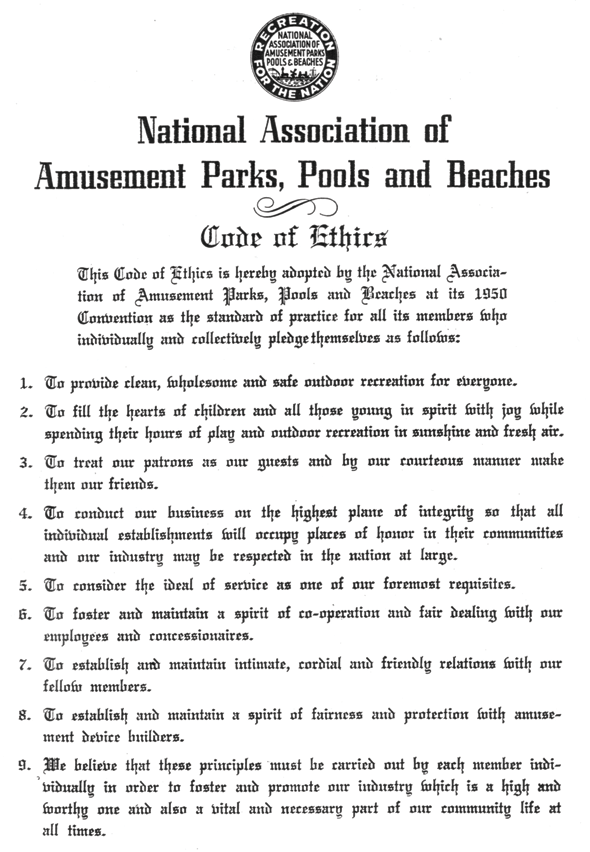 RECREATION
NATIONAL
ASSOCIATION OF
AMUSEMENT PARKS
POOLS & BEACHES
FOR THE NATION
National Association of
Amusement Parks, Pools and Beaches
Code of Ethics
This Code of Ethics is hereby adopted by the National Associa-
tion of Amusement Parks, Pools and Beaches at its 1950
Convention as the standard of practice for all its members who
individually and collectively pledge themselves as follows:
1. To provide clean, wholesome and safe outdoor recreation for everyone.
2. To fill the hearts of children and all those young in spirit with joy while
spending their hours of play and outdoor recreation in sunshine and fresh air.
3. To treat our patrons as our guests and by our courteous manner make
them our friends.
4. To conduct our business on the highest plane of integrity so that all
individual establishments will occupy places of honor in their communities
and our industry may be respected in the nation at large.
5. To consider the ideal of service as one of our foremost requisites.
6. To foster and maintain a spirit of co-operation and fair dealing with our
employees and concessionaires.
7. To establish and maintain intimate, cordial and friendly relations with our
fellow members.
8. To establish and maintain a spirit of fairness and protection with amuse-
ment device builders.
9. We believe that these principles must be carried out by each member indi-
vidually in order to foster and promote our industry which is a high and
worthy one and also a vital and necessary part of our community life at
all times.